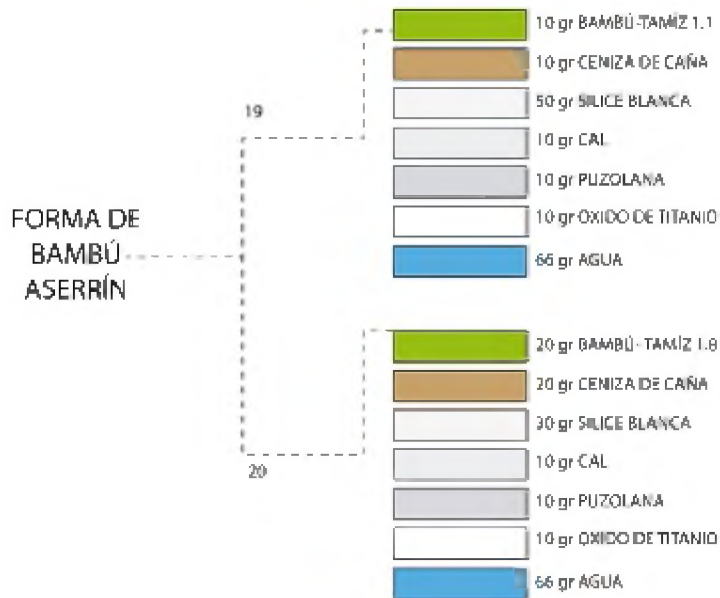 FORMA DE
BAMBÚ
ASERRÍN
19
10 gr BAMBÚ-TAMÍZ 1.1
10 gr CENIZA DE CAÑA
50 gr SILICE BLANCA
10 gr CAL
10 gr PUZOLANA
10 gr OXIDO DE TITANIO
66 gr AGUA
20
20 gr BAMBÚ- TAMÍZ 1.8
20 gr CENIZA DE CAÑA
30 gr SILICE BLANCA
10 gr CAL
10 gr PUZOLANA
10 gr OXIDO DE TITANIO
66 gr AGUA